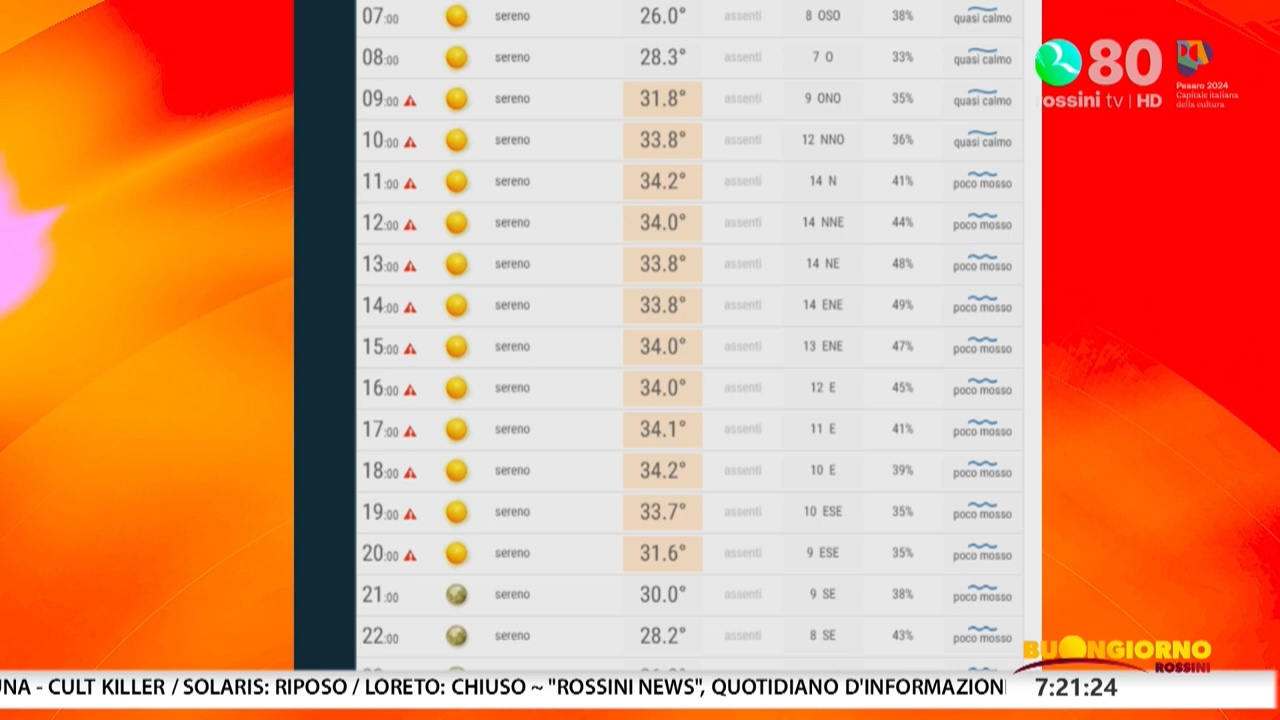 07:00 sereno 26.0° assenti 8 OSO 38% quasi calmo
08:00 sereno 28.3° assenti 7 O 33% quasi calmo
09:00 sereno 31.8° assenti 9 ONO 35% quasi calmo
10:00 sereno 33.8° assenti 12 NNO 36% quasi calmo
11:00 sereno 34.2° assenti 14 N 41% poco mosso
12:00 sereno 34.0° assenti 14 NNE 44% poco mosso
13:00 sereno 33.8° assenti 14 NE 48% poco mosso
14:00 sereno 33.8° assenti 14 ENE 49% poco mosso
15:00 sereno 34.0° assenti 13 ENE 47% poco mosso
16:00 sereno 34.0° assenti 12 E 45% poco mosso
17:00 sereno 34.1° assenti 11 E 41% poco mosso
18:00 sereno 34.2° assenti 10 E 39% poco mosso
19:00 sereno 33.7° assenti 10 ESE 35% poco mosso
20:00 sereno 31.6° assenti 9 ESE 35% poco mosso
21:00 sereno 30.0° assenti 9 SE 38% poco mosso
22:00 sereno 28.2° assenti 8 SE 43% poco mosso
80
rossini tv | HD
Pesaro 2024
Capitale italiana
della cultura
BUONGIORNO
ROSSINI
UNA - CULT KILLER / SOLARIS: RIPOSO / LORETO: CHIUSO ~ "ROSSINI NEWS", QUOTIDIANO D'INFORMAZION
7:21:24